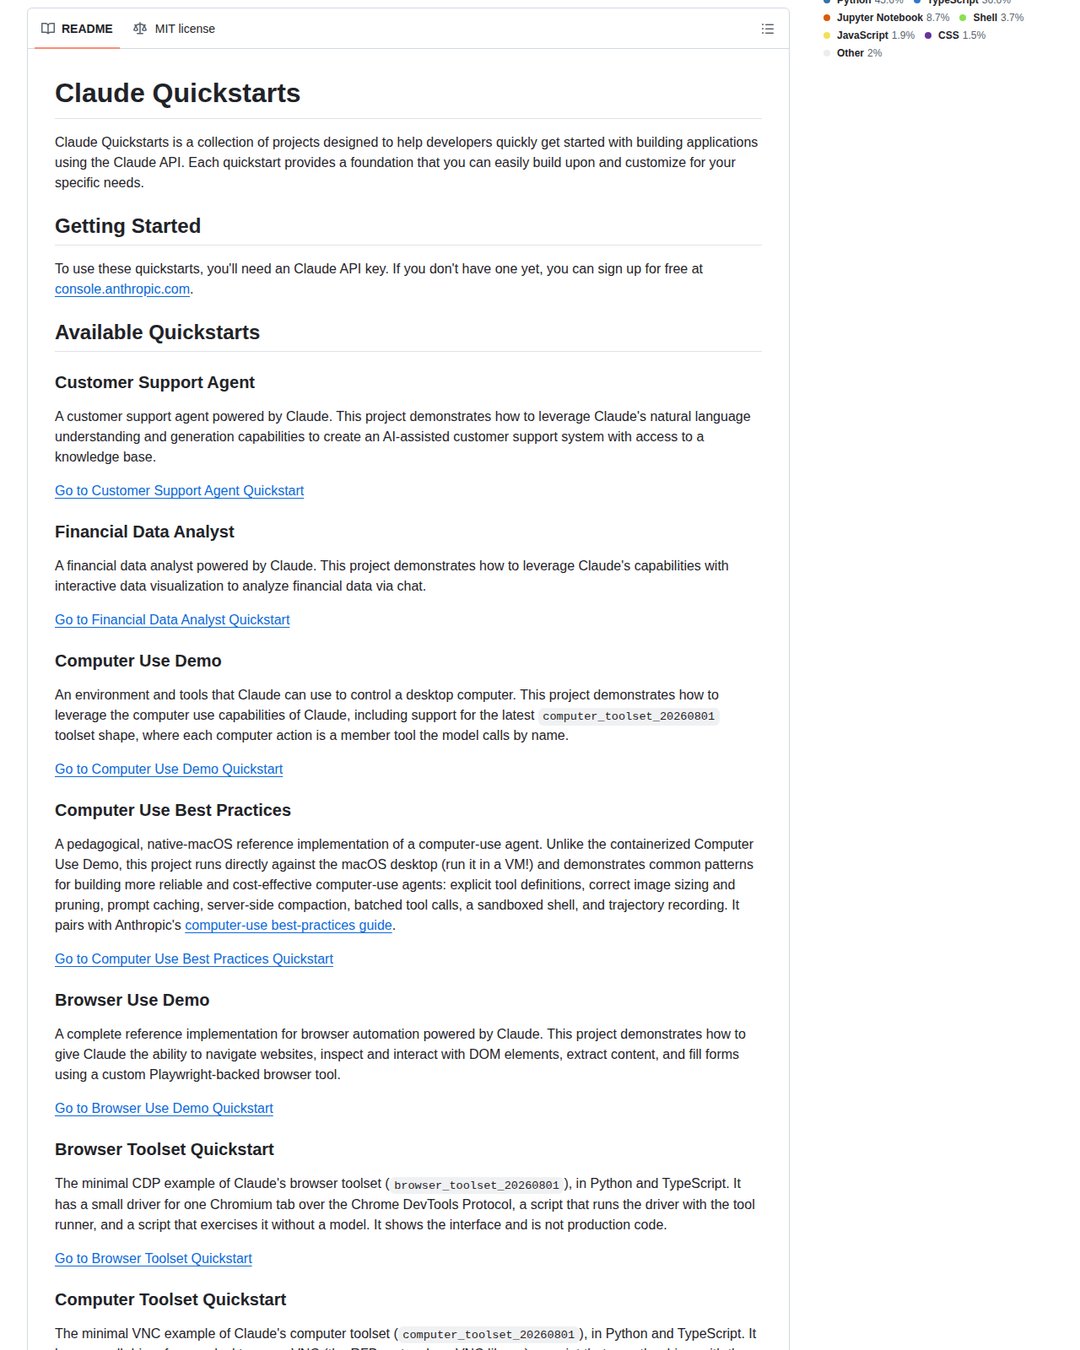 README
MIT license
Claude Quickstarts
Claude Quickstarts is a collection of projects designed to help developers quickly get started with building applications
using the Claude API. Each quickstart provides a foundation that you can easily build upon and customize for your
specific needs.
Getting Started
To use these quickstarts, you'll need an Claude API key. If you don't have one yet, you can sign up for free at
console.anthropic.com.
Available Quickstarts
Customer Support Agent
A customer support agent powered by Claude. This project demonstrates how to leverage Claude's natural language
understanding and generation capabilities to create an AI-assisted customer support system with access to a
knowledge base.
Go to Customer Support Agent Quickstart
Financial Data Analyst
A financial data analyst powered by Claude. This project demonstrates how to leverage Claude's capabilities with
interactive data visualization to analyze financial data via chat.
Go to Financial Data Analyst Quickstart
Computer Use Demo
An environment and tools that Claude can use to control a desktop computer. This project demonstrates how to
leverage the computer use capabilities of Claude, including support for the latest computer_toolset_20260801
toolset shape, where each computer action is a member tool the model calls by name.
Go to Computer Use Demo Quickstart
Computer Use Best Practices
A pedagogical, native-macOS reference implementation of a computer-use agent. Unlike the containerized Computer
Use Demo, this project runs directly against the macOS desktop (run it in a VM!) and demonstrates common patterns
for building more reliable and cost-effective computer-use agents: explicit tool definitions, correct image sizing and
pruning, prompt caching, server-side compaction, batched tool calls, a sandboxed shell, and trajectory recording. It
pairs with Anthropic's computer-use best-practices guide.
Go to Computer Use Best Practices Quickstart
Browser Use Demo
A complete reference implementation for browser automation powered by Claude. This project demonstrates how to
give Claude the ability to navigate websites, inspect and interact with DOM elements, extract content, and fill forms
using a custom Playwright-backed browser tool.
Go to Browser Use Demo Quickstart
Browser Toolset Quickstart
The minimal CDP example of Claude's browser toolset ( browser_toolset_20260801 ), in Python and TypeScript. It
has a small driver for one Chromium tab over the Chrome DevTools Protocol, a script that runs the driver with the tool
runner, and a script that exercises it without a model. It shows the interface and is not production code.
Go to Browser Toolset Quickstart
Computer Toolset Quickstart
The minimal VNC example of Claude's computer toolset ( computer_toolset_20260801 ), in Python and TypeScript. It
Python TypeScript
Jupyter Notebook 8.7% Shell 3.7%
JavaScript 1.9% CSS 1.5%
Other 2%